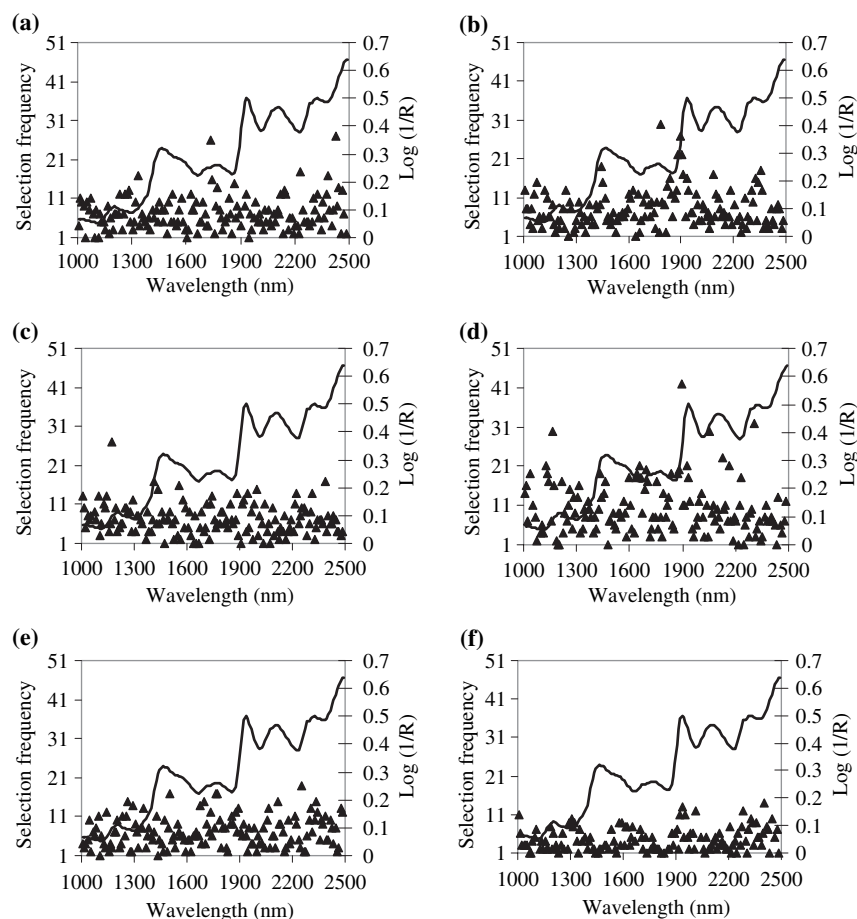 (a)
51
41
31
21
11
1
Selection frequency
0.7
0.6
0.5
0.4
0.3
0.2
0.1
0
Log (1/R)
1000 1300 1600 1900 2200 2500
Wavelength (nm)
(b)
51
41
31
21
11
1
Selection frequency
0.7
0.6
0.5
0.4
0.3
0.2
0.1
0
Log (1/R)
1000 1300 1600 1900 2200 2500
Wavelength (nm)
(c)
51
41
31
21
11
1
Selection frequency
0.7
0.6
0.5
0.4
0.3
0.2
0.1
0
Log (1/R)
1000 1300 1600 1900 2200 2500
Wavelength (nm)
(d)
51
41
31
21
11
1
Selection frequency
0.7
0.6
0.5
0.4
0.3
0.2
0.1
0
Log (1/R)
1000 1300 1600 1900 2200 2500
Wavelength (nm)
(e)
51
41
31
21
11
1
Selection frequency
0.7
0.6
0.5
0.4
0.3
0.2
0.1
0
Log (1/R)
1000 1300 1600 1900 2200 2500
Wavelength (nm)
(f)
51
41
31
21
11
1
Selection frequency
0.7
0.6
0.5
0.4
0.3
0.2
0.1
0
Log (1/R)
1000 1300 1600 1900 2200 2500
Wavelength (nm)